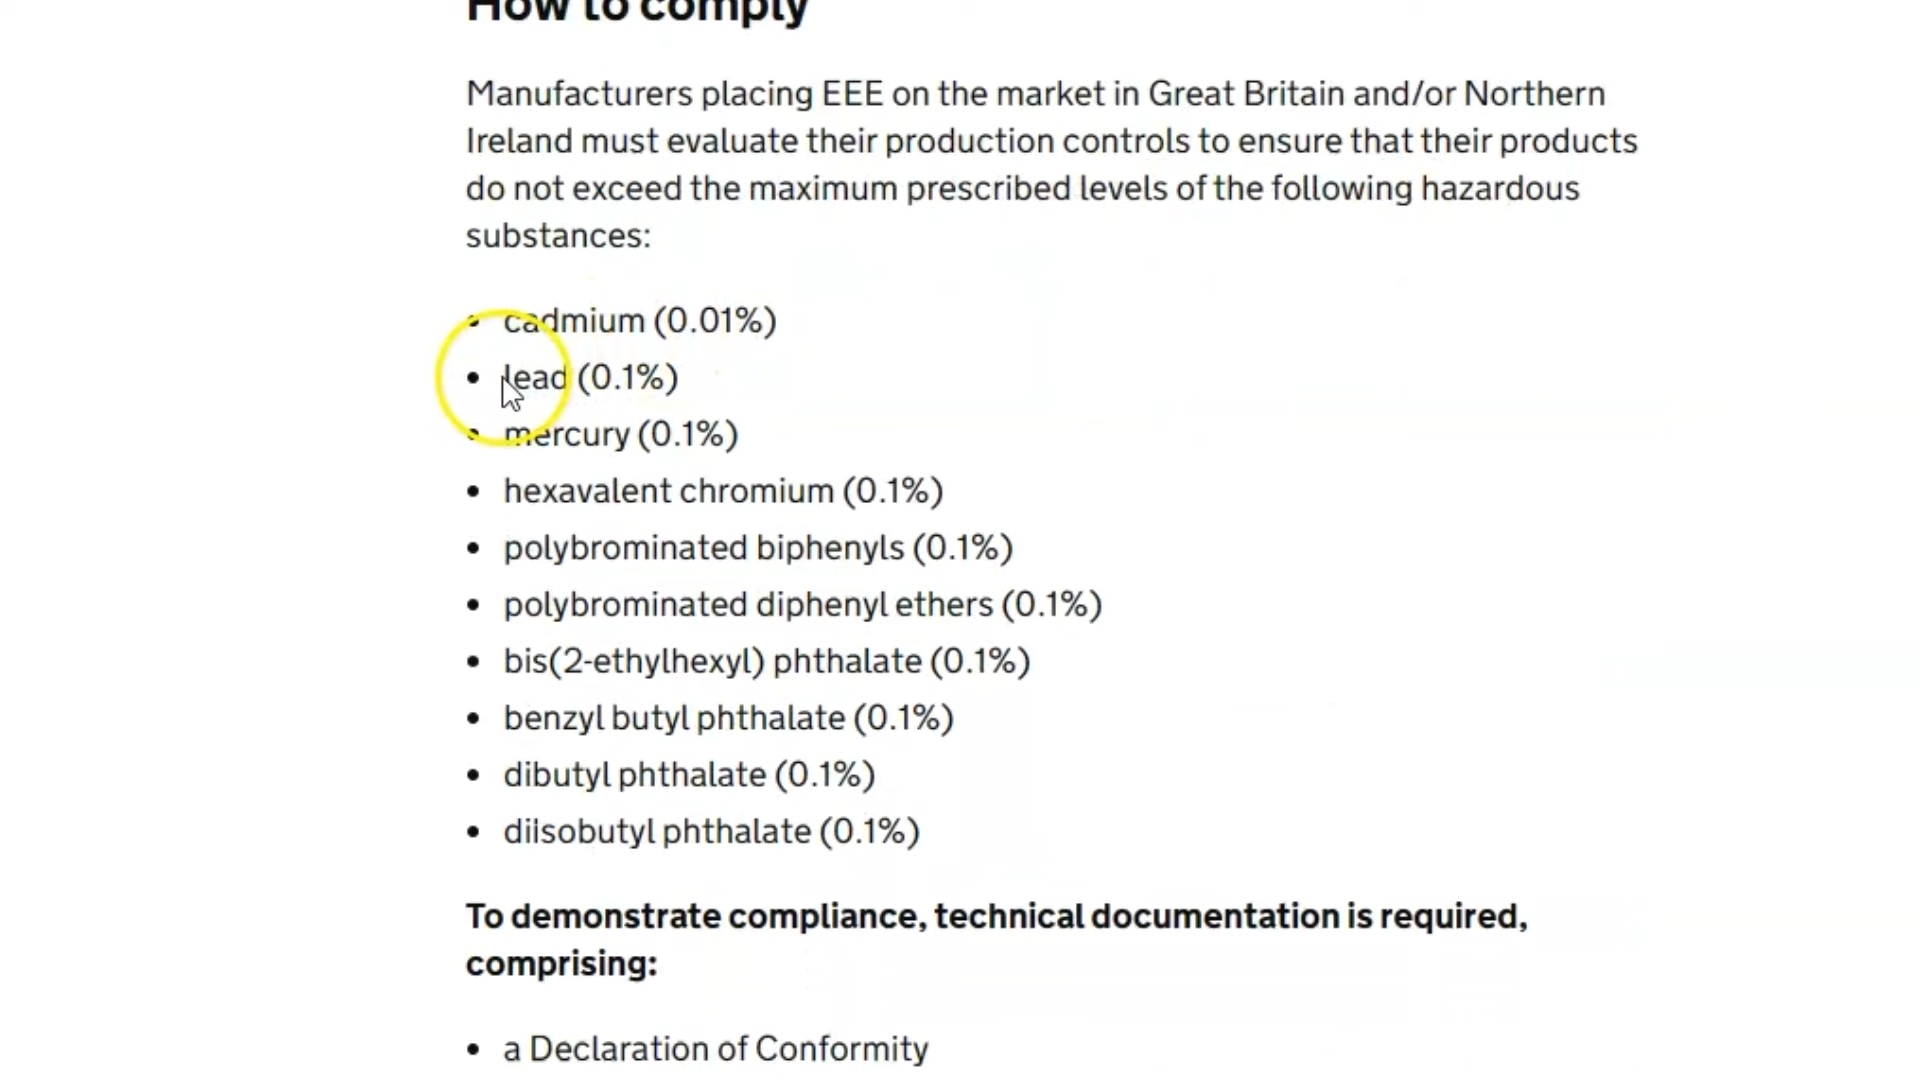 How to comply
Manufacturers placing EEE on the market in Great Britain and/or Northern
Ireland must evaluate their production controls to ensure that their products
do not exceed the maximum prescribed levels of the following hazardous
substances:
• cadmium (0.01%)
• lead (0.1%)
• mercury (0.1%)
• hexavalent chromium (0.1%)
• polybrominated biphenyls (0.1%)
• polybrominated diphenyl ethers (0.1%)
• bis(2-ethylhexyl) phthalate (0.1%)
• benzyl butyl phthalate (0.1%)
• dibutyl phthalate (0.1%)
• diisobutyl phthalate (0.1%)
To demonstrate compliance, technical documentation is required,
comprising:
• a Declaration of Conformity